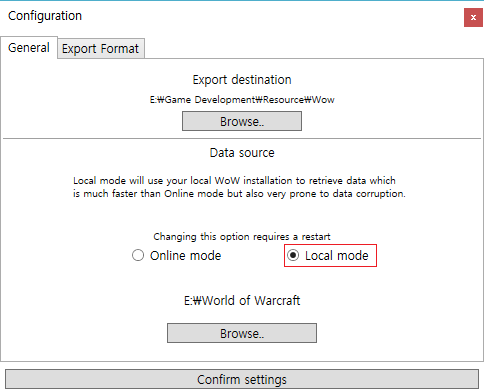 Configuration
x
General
Export Format
Export destination
E:₩Game Development₩Resource₩Wow
Browse..
Data source
Local mode will use your local WoW installation to retrieve data which
is much faster than Online mode but also very prone to data corruption.
Changing this option requires a restart
Online mode
Local mode
E:₩World of Warcraft
Browse..
Confirm settings